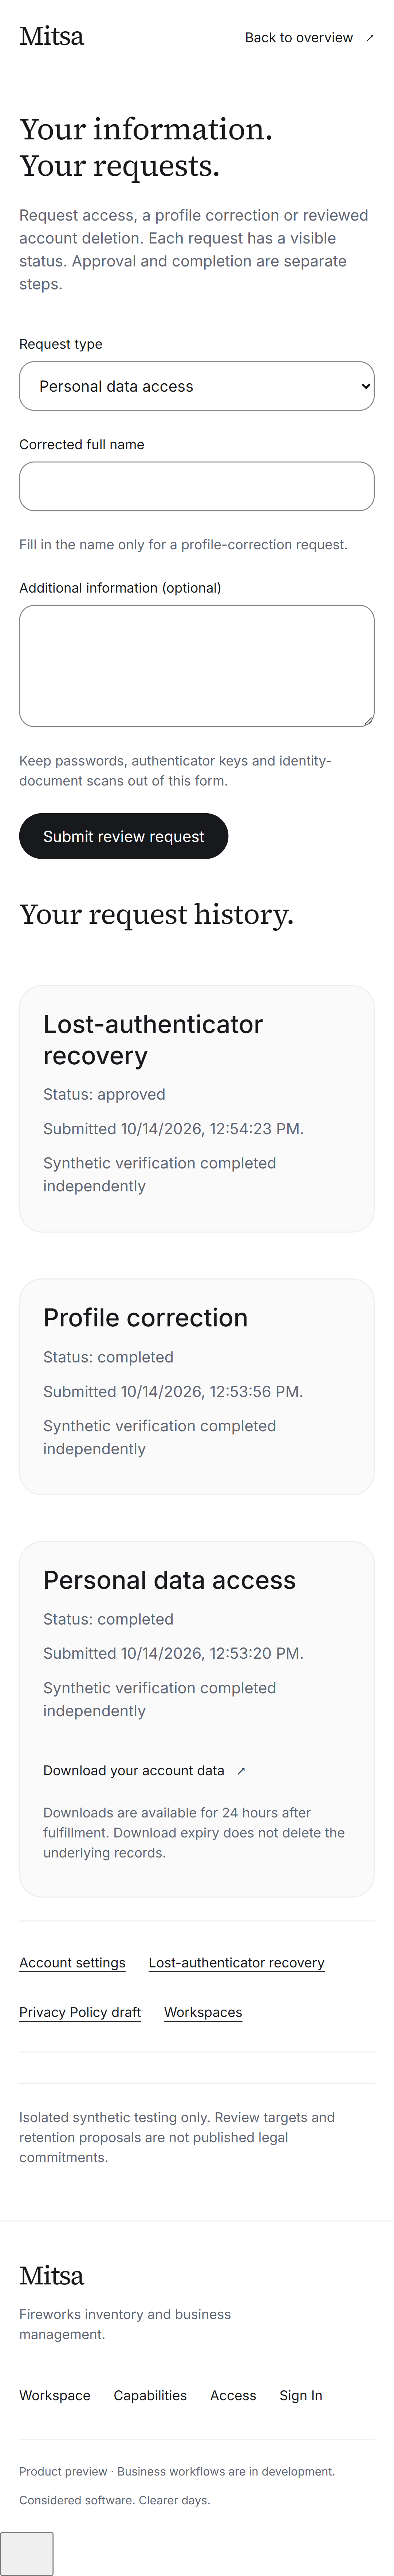 Mitsa
Back to overview ↗
Your information.
Your requests.
Request access, a profile correction or reviewed
account deletion. Each request has a visible
status. Approval and completion are separate
steps.
Request type
Personal data access
Corrected full name
Fill in the name only for a profile-correction request.
Additional information (optional)
Keep passwords, authenticator keys and identity-
document scans out of this form.
Submit review request
Your request history.
Lost-authenticator
recovery
Status: approved
Submitted 10/14/2026, 12:54:23 PM.
Synthetic verification completed
independently
Profile correction
Status: completed
Submitted 10/14/2026, 12:53:56 PM.
Synthetic verification completed
independently
Personal data access
Status: completed
Submitted 10/14/2026, 12:53:20 PM.
Synthetic verification completed
independently
Download your account data ↗
Downloads are available for 24 hours after
fulfillment. Download expiry does not delete the
underlying records.
Account settings Lost-authenticator recovery
Privacy Policy draft Workspaces
Isolated synthetic testing only. Review targets and
retention proposals are not published legal
commitments.
Mitsa
Fireworks inventory and business
management.
Workspace Capabilities Access Sign In
Product preview · Business workflows are in development.
Considered software. Clearer days.